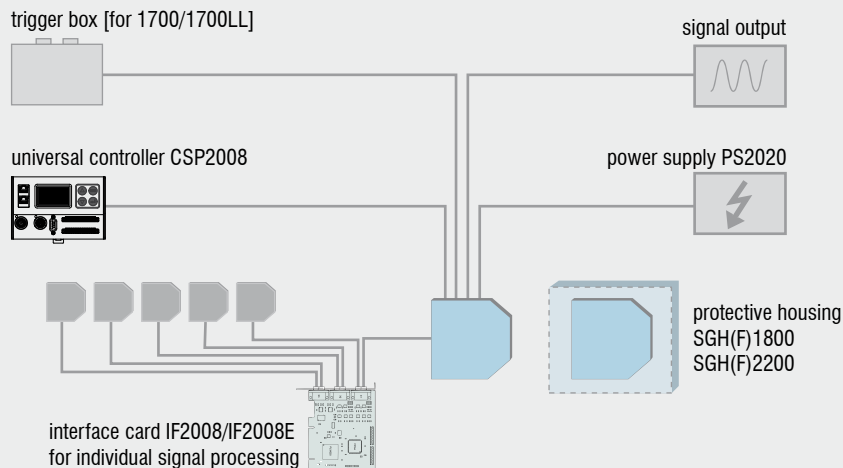 trigger box [for 1700/1700LL]
signal output
universal controller CSP2008
power supply PS2020
protective housing
SGH(F)1800
SGH(F)2200
interface card IF2008/IF2008E
for individual signal processing